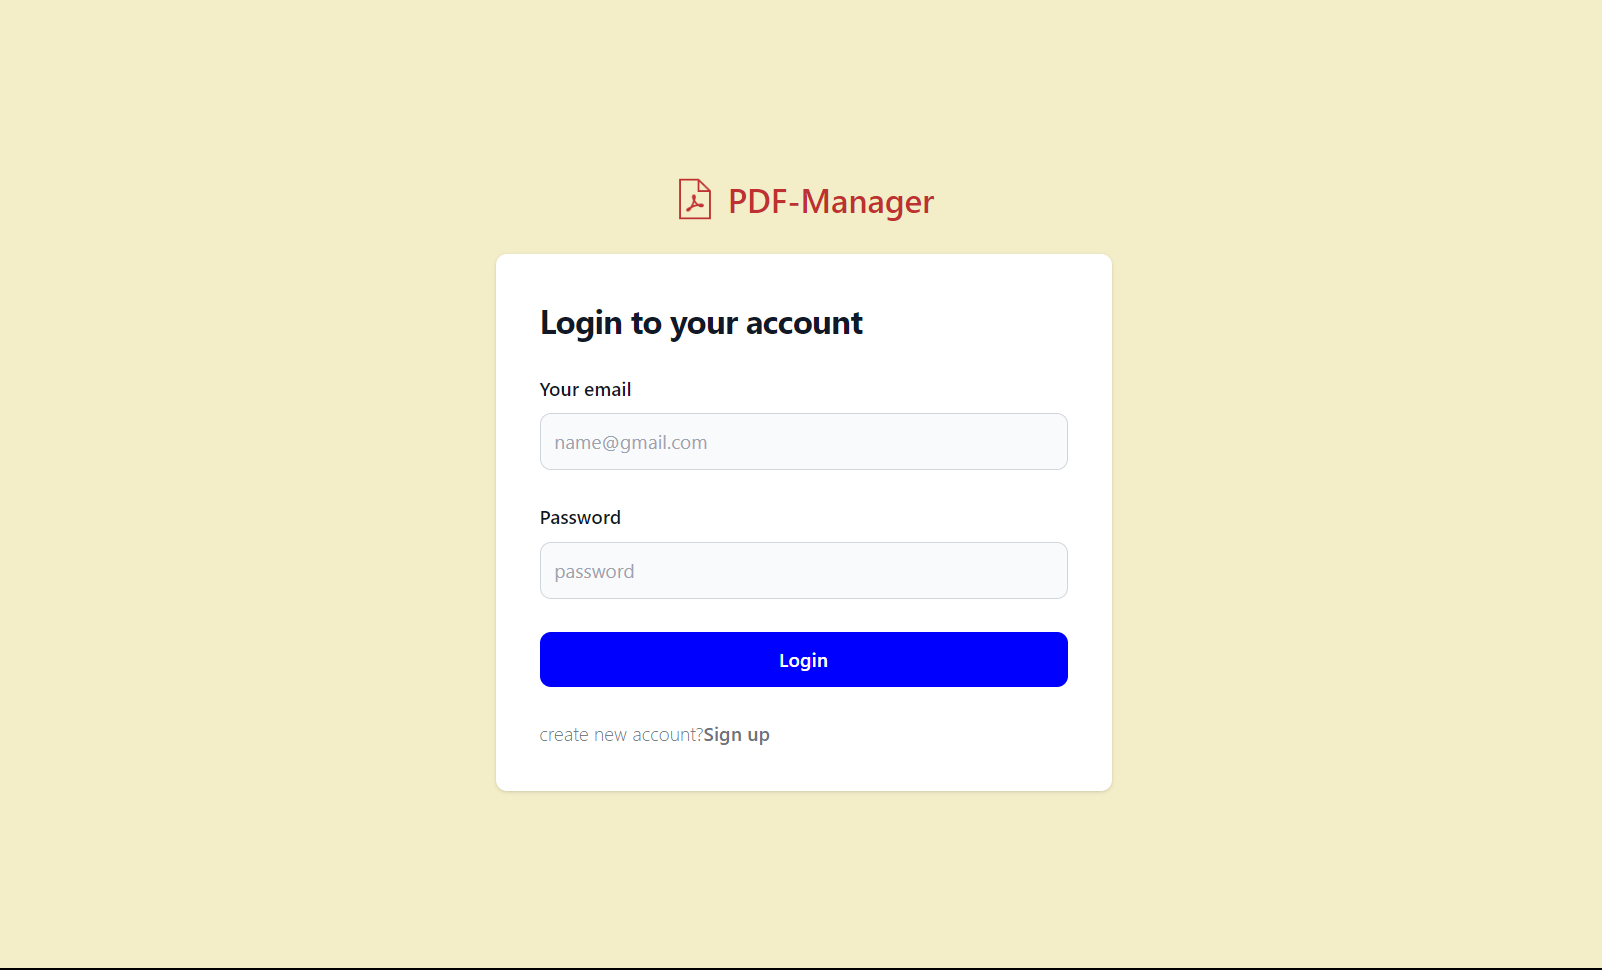 PDF-Manager
Login to your account
Your email
name@gmail.com
Password
password
Login
create new account?Sign up